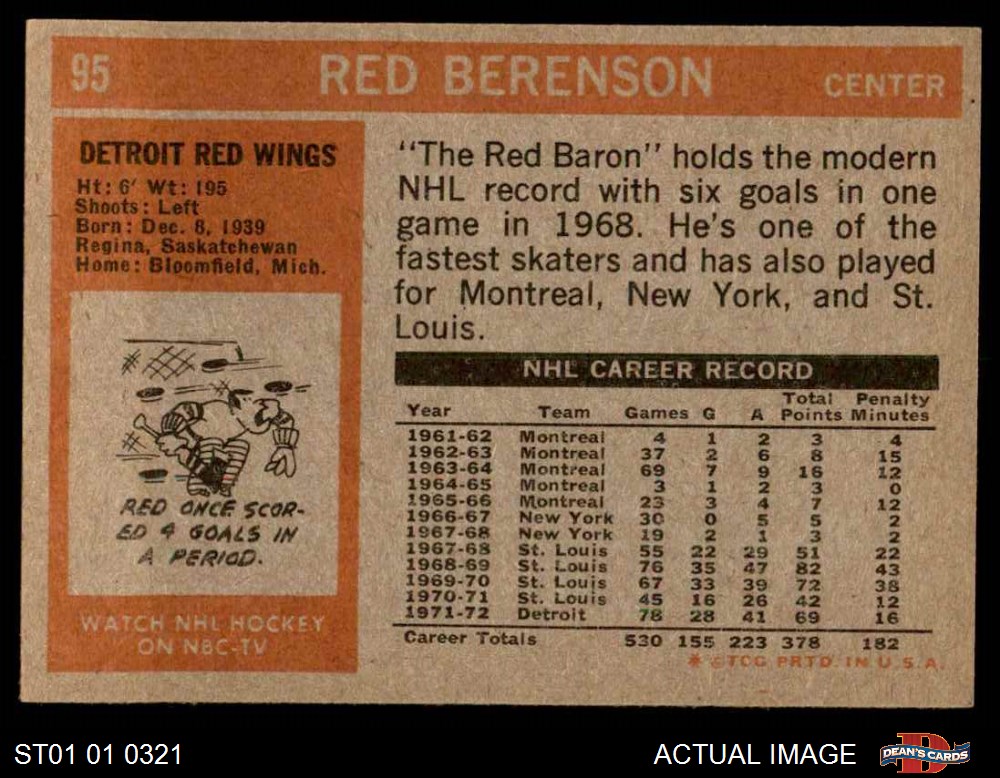 95 RED BERENSON CENTER
DETROIT RED WINGS
Ht: 6' Wt: 195
Shoots: Left
Born: Dec. 8, 1939
Regina, Saskatchewan
Home: Bloomfield, Mich.
RED ONCE SCOR-
ED 4 GOALS IN
A PERIOD.
WATCH NHL HOCKEY
ON NBC-TV
"The Red Baron" holds the modern
NHL record with six goals in one
game in 1968. He's one of the
fastest skaters and has also played
for Montreal, New York, and St.
Louis.
NHL CAREER RECORD
Year Team Games G A Total Points Penalty Minutes
1961-62 Montreal 4 1 2 3 4
1962-63 Montreal 37 2 6 8 15
1963-64 Montreal 69 7 9 16 12
1964-65 Montreal 3 1 2 3 0
1965-66 Montreal 23 3 4 7 12
1966-67 New York 30 0 5 5 2
1967-68 New York 19 2 1 3 2
1967-68 St. Louis 55 22 29 51 22
1968-69 St. Louis 76 35 47 82 43
1969-70 St. Louis 67 33 39 72 38
1970-71 St. Louis 45 16 26 42 12
1971-72 Detroit 78 28 41 69 16
Career Totals 530 155 223 378 182
* © TCG PRTD. IN U.S.A.
ST01 01 0321
ACTUAL IMAGE
DEAN'S CARDS